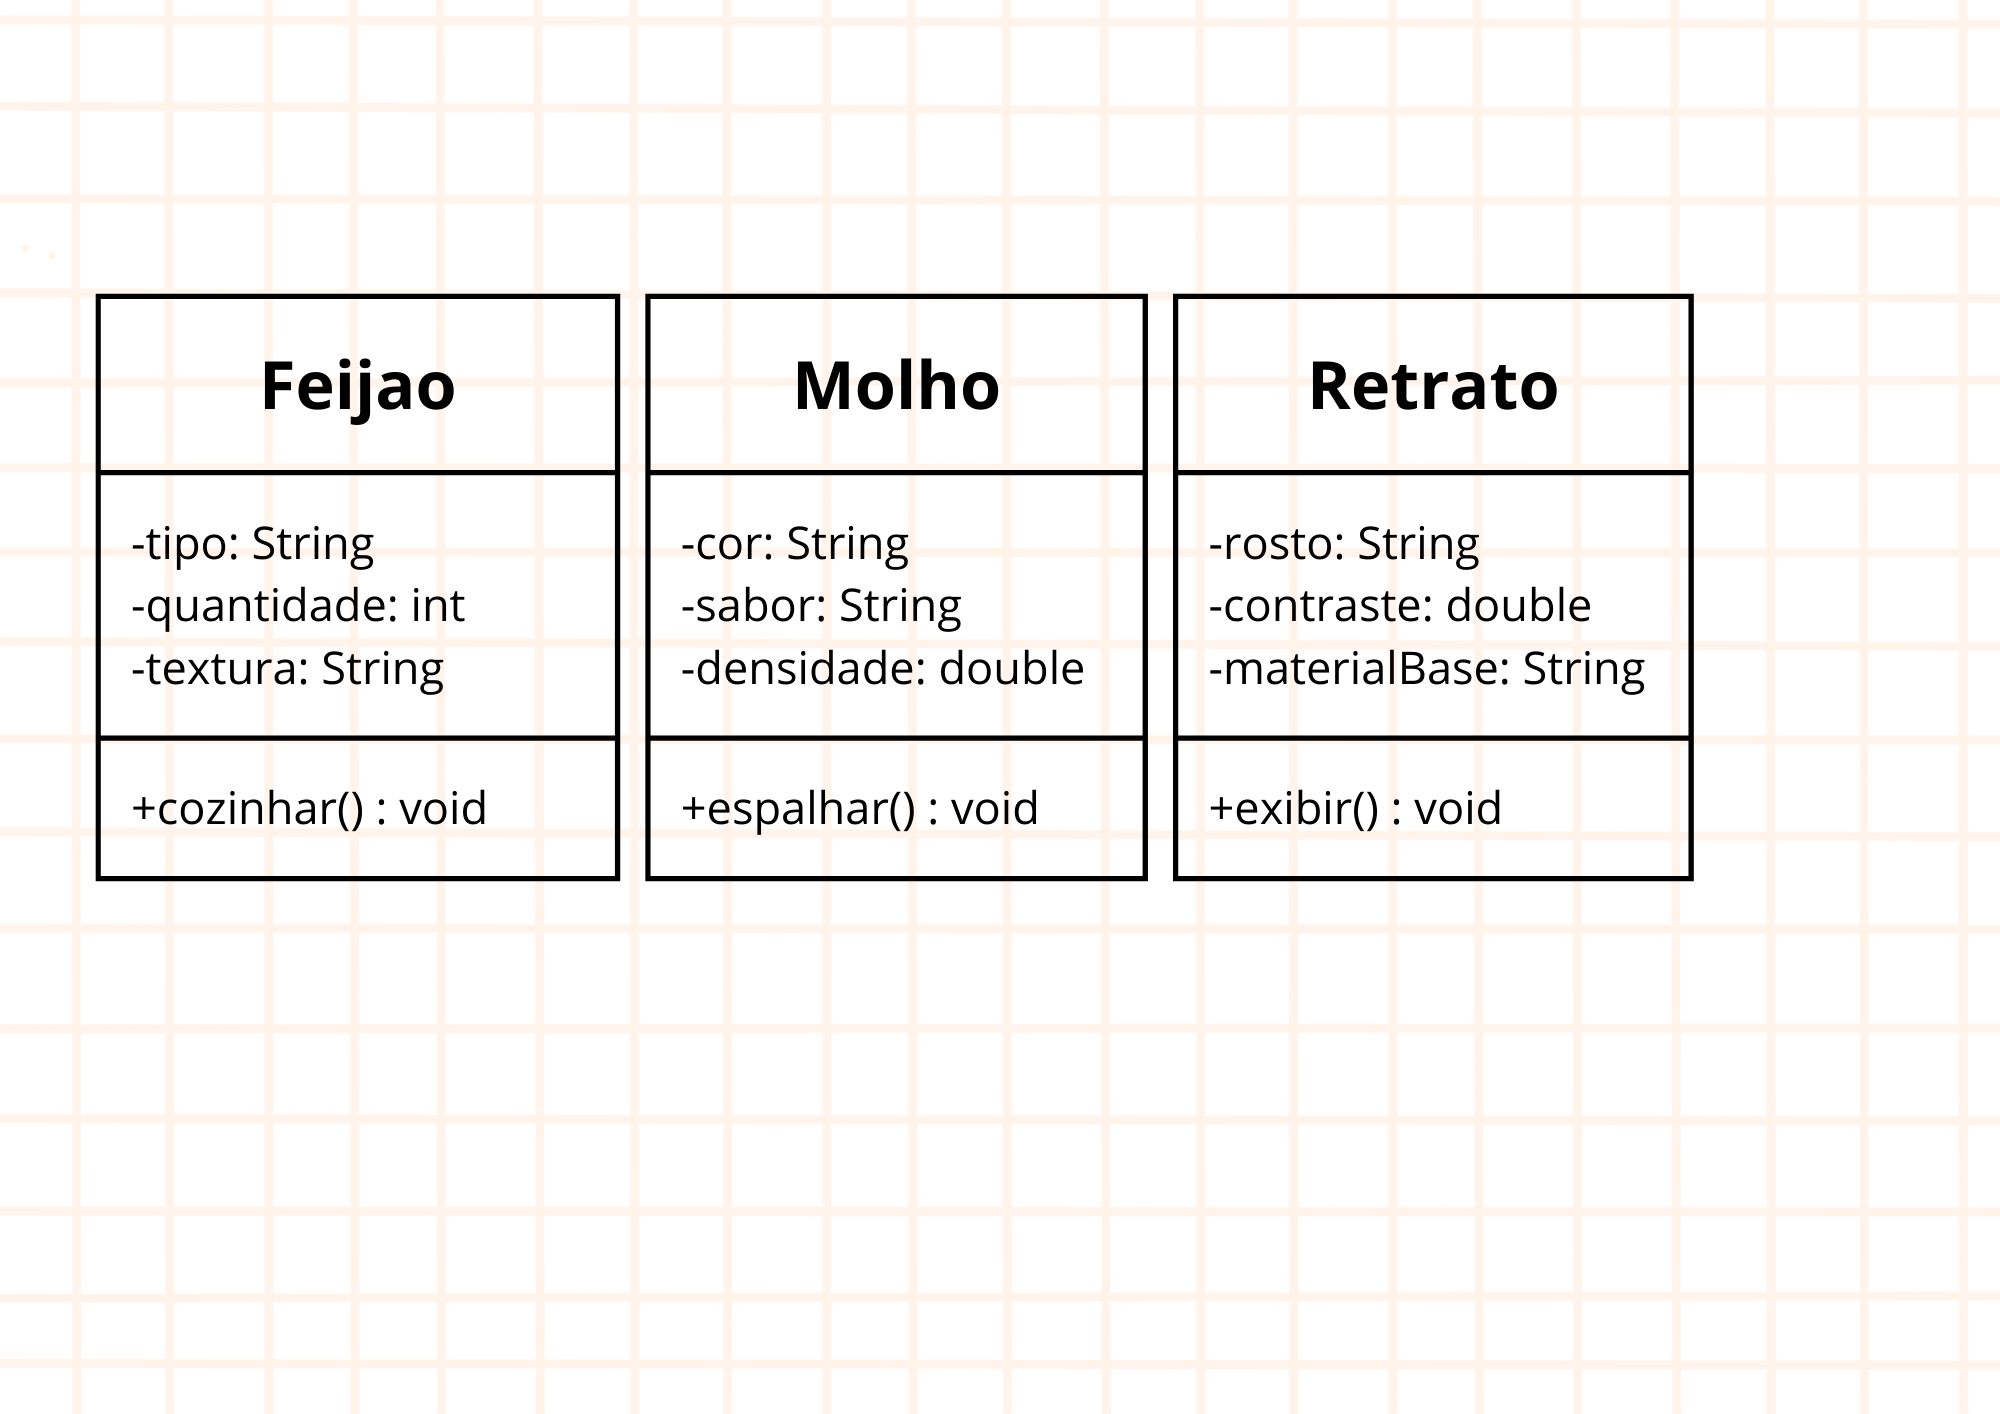 Feijao
-tipo: String
-quantidade: int
-textura: String
+cozinhar() : void
Molho
-cor: String
-sabor: String
-densidade: double
+espalhar() : void
Retrato
-rosto: String
-contraste: double
-materialBase: String
+exibir() : void